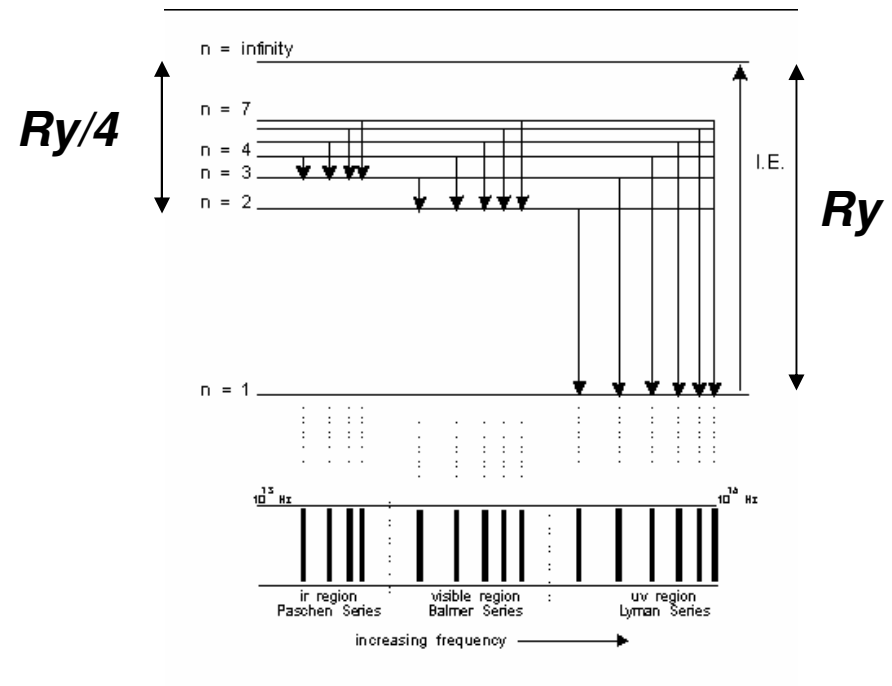 n = infinity
n = 7
Ry/4
n = 4
I.E.
n = 3
n = 2
Ry
n = 1
10 Hz
10 Hz
ir region
Paschen Series
visible region
Balmer Series
uv region
Lyman Series
increasing frequency